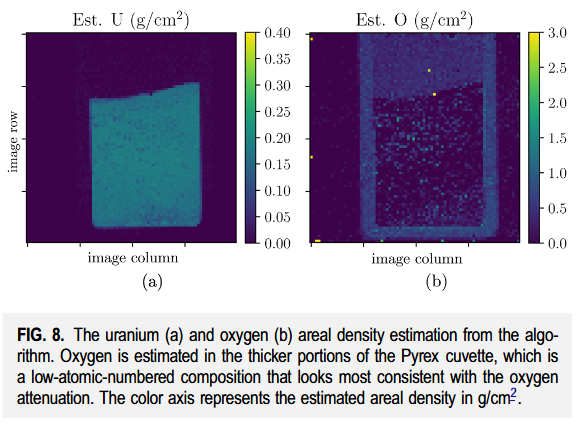 Est. U (g/cm²)
Est. O (g/cm²)
0.40
0.35
0.30
0.25
0.20
0.15
0.10
0.05
0.00
3.0
2.5
2.0
1.5
1.0
0.5
0.0
image row
image column
image column
(a)
(b)
FIG. 8. The uranium (a) and oxygen (b) areal density estimation from the algo-
rithm. Oxygen is estimated in the thicker portions of the Pyrex cuvette, which is
a low-atomic-numbered composition that looks most consistent with the oxygen
attenuation. The color axis represents the estimated areal density in g/cm².